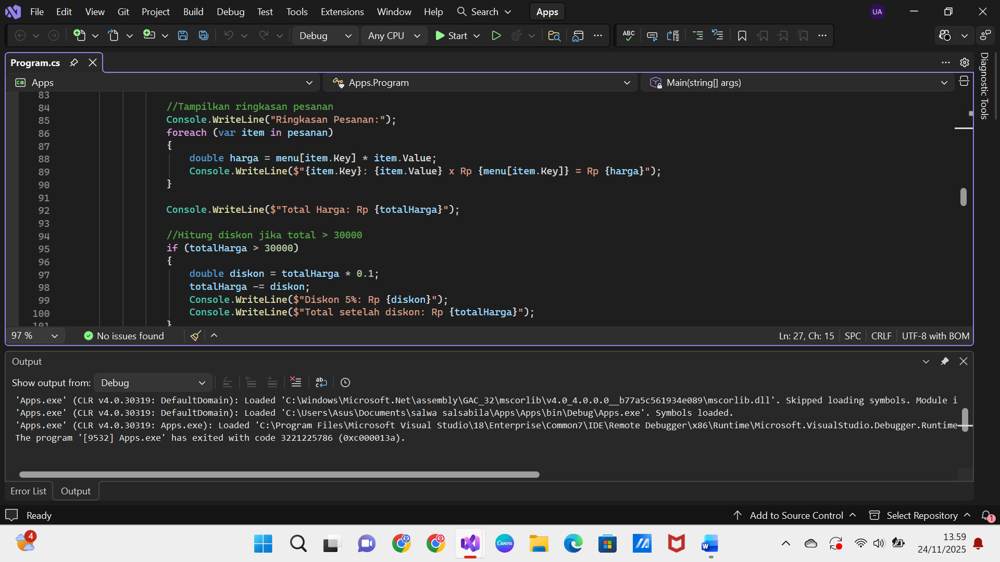 File Edit View Git Project Build Debug Test Tools Extensions Window Help Search Apps UA
Debug Any CPU Start ABC
Program.cs
C# Apps Apps.Program Main(string[] args)
Diagnostic Tools
83
84 //Tampilkan ringkasan pesanan
85 Console.WriteLine("Ringkasan Pesanan:");
86 foreach (var item in pesanan)
87 {
88 double harga = menu[item.Key] * item.Value;
89 Console.WriteLine($"{item.Key}: {item.Value} x Rp {menu[item.Key]} = Rp {harga}");
90 }
91
92 Console.WriteLine($"Total Harga: Rp {totalHarga}");
93
94 //Hitung diskon jika total > 30000
95 if (totalHarga > 30000)
96 {
97 double diskon = totalHarga * 0.1;
98 totalHarga -= diskon;
99 Console.WriteLine($"Diskon 5%: Rp {diskon}");
100 Console.WriteLine($"Total setelah diskon: Rp {totalHarga}");
101 }
97 % No issues found Ln: 27, Ch: 15 SPC CRLF UTF-8 with BOM
Output
Show output from: Debug
'Apps.exe' (CLR v4.0.30319: DefaultDomain): Loaded 'C:\Windows\Microsoft.Net\assembly\GAC_32\mscorlib\v4.0_4.0.0.0__b77a5c561934e089\mscorlib.dll'. Skipped loading symbols. Module i
'Apps.exe' (CLR v4.0.30319: DefaultDomain): Loaded 'C:\Users\Asus\Documents\salwa salsabila\Apps\Apps\bin\Debug\Apps.exe'. Symbols loaded.
'Apps.exe' (CLR v4.0.30319: Apps.exe): Loaded 'C:\Program Files\Microsoft Visual Studio\18\Enterprise\Common7\IDE\Remote Debugger\x86\Runtime\Microsoft.VisualStudio.Debugger.Runtime
The program '[9532] Apps.exe' has exited with code 3221225786 (0xc000013a).
Error List Output
Ready Add to Source Control Select Repository 1
4 Canva W 13.59
24/11/2025